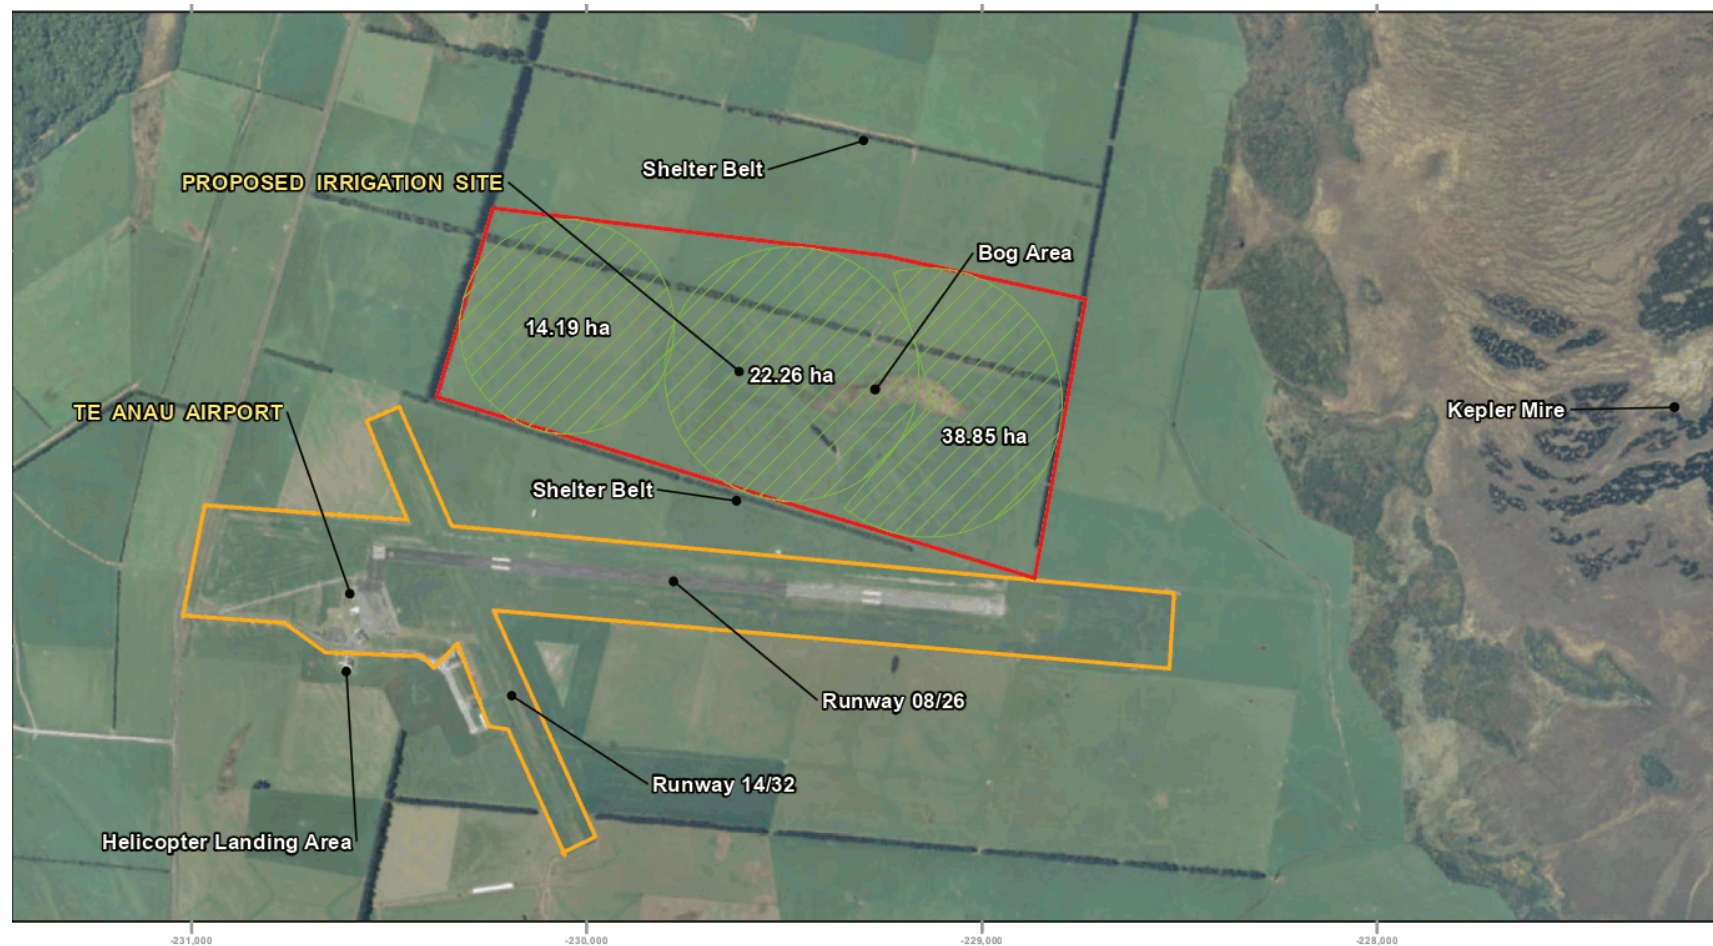 Shelter Belt
PROPOSED IRRIGATION SITE
Bog Area
14.19 ha
22.26 ha
TE ANAU AIRPORT
Kepler Mire
38.85 ha
Shelter Belt
Runway 08/26
Runway 14/32
Helicopter Landing Area
-231,000
-230,000
-229,000
-228,000